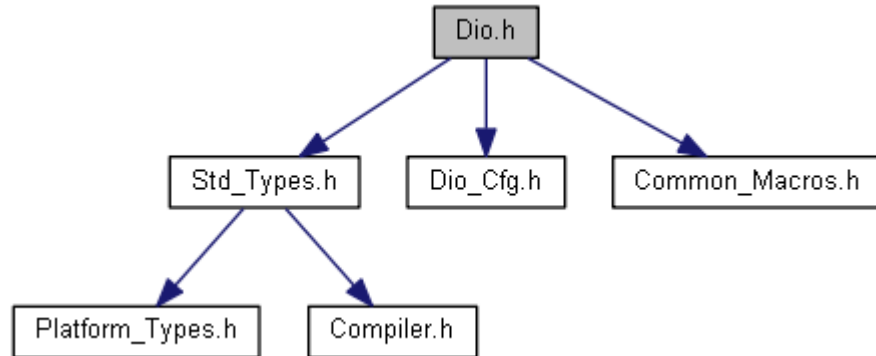 Dio.h
Std_Types.h
Dio_Cfg.h
Common_Macros.h
Platform_Types.h
Compiler.h